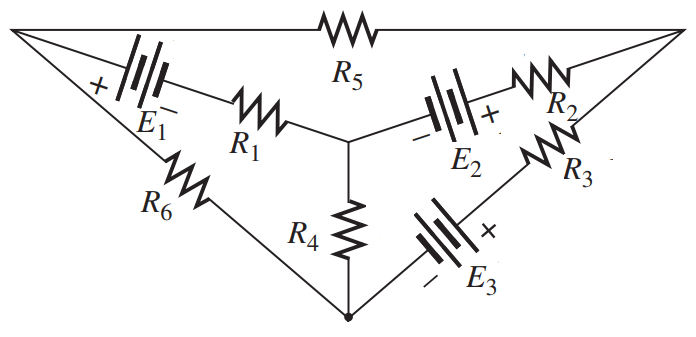 R5
+
−
E1
R1
−
+
E2
R2
R3
R6
R4
+
−
E3